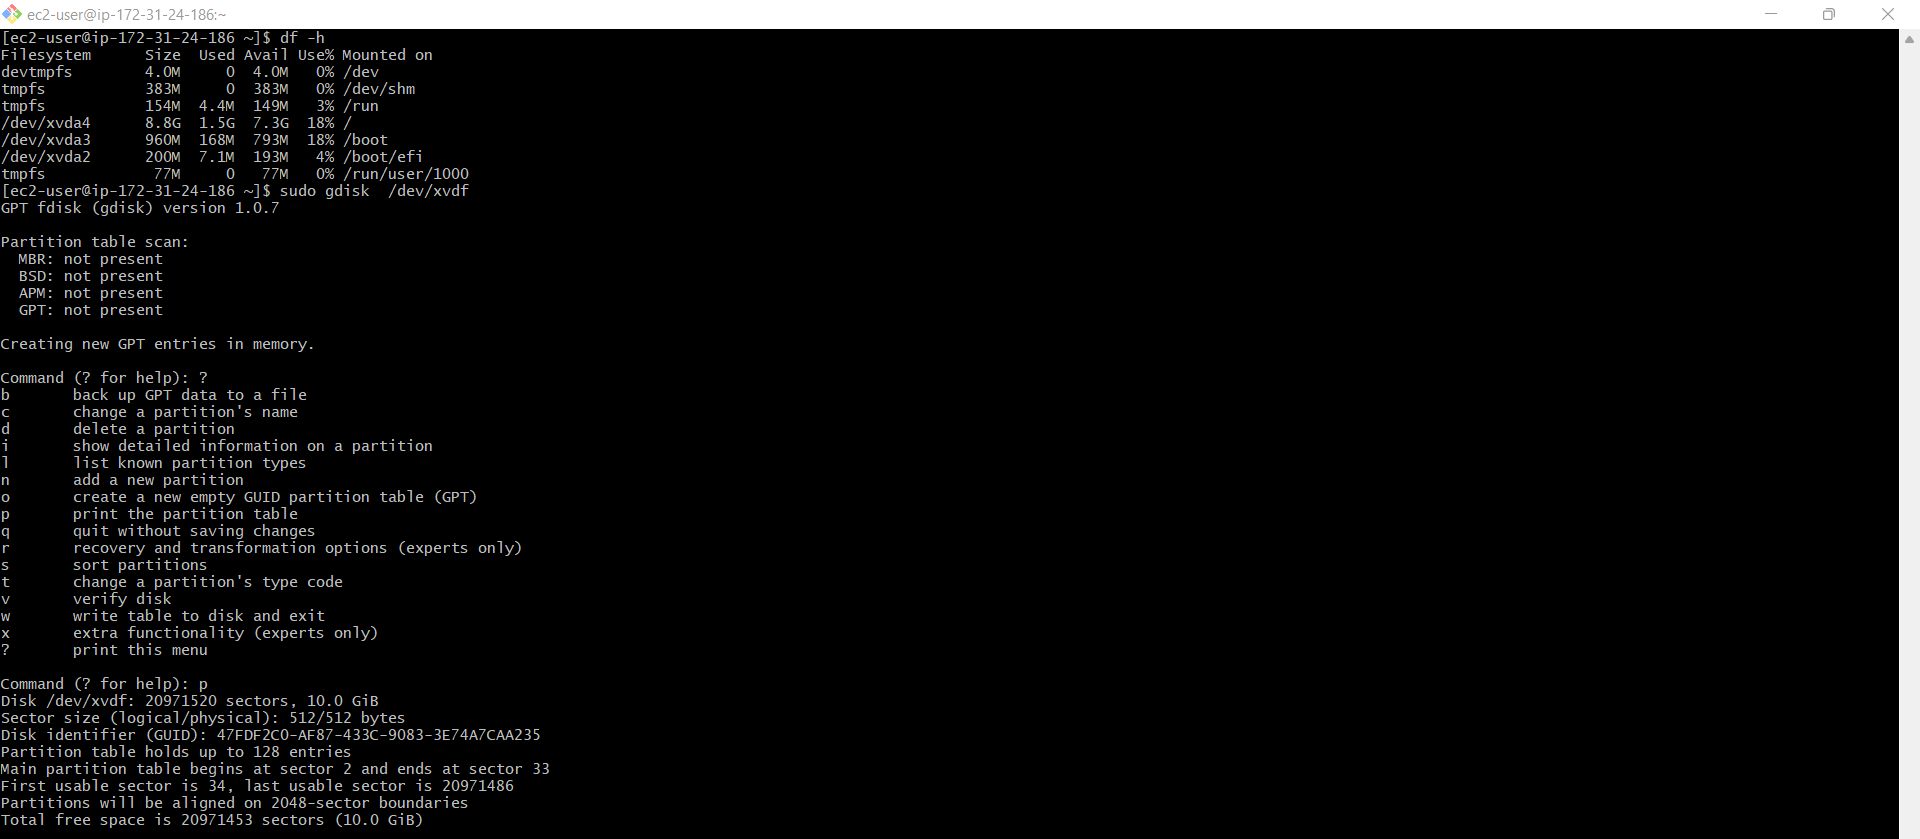 ec2-user@ip-172-31-24-186:~
[ec2-user@ip-172-31-24-186 ~]$ df -h
Filesystem      Size  Used Avail Use% Mounted on
devtmpfs        4.0M     0  4.0M   0% /dev
tmpfs           383M     0  383M   0% /dev/shm
tmpfs           154M  4.4M  149M   3% /run
/dev/xvda4      8.8G  1.5G  7.3G  18% /
/dev/xvda3      960M  168M  793M  18% /boot
/dev/xvda2      200M  7.1M  193M   4% /boot/efi
tmpfs            77M     0   77M   0% /run/user/1000
[ec2-user@ip-172-31-24-186 ~]$ sudo gdisk  /dev/xvdf
GPT fdisk (gdisk) version 1.0.7
Partition table scan:
  MBR: not present
  BSD: not present
  APM: not present
  GPT: not present
Creating new GPT entries in memory.
Command (? for help): ?
b       back up GPT data to a file
c       change a partition's name
d       delete a partition
i       show detailed information on a partition
l       list known partition types
n       add a new partition
o       create a new empty GUID partition table (GPT)
p       print the partition table
q       quit without saving changes
r       recovery and transformation options (experts only)
s       sort partitions
t       change a partition's type code
v       verify disk
w       write table to disk and exit
x       extra functionality (experts only)
?       print this menu
Command (? for help): p
Disk /dev/xvdf: 20971520 sectors, 10.0 GiB
Sector size (logical/physical): 512/512 bytes
Disk identifier (GUID): 47FDF2C0-AF87-433C-9083-3E74A7CAA235
Partition table holds up to 128 entries
Main partition table begins at sector 2 and ends at sector 33
First usable sector is 34, last usable sector is 20971486
Partitions will be aligned on 2048-sector boundaries
Total free space is 20971453 sectors (10.0 GiB)